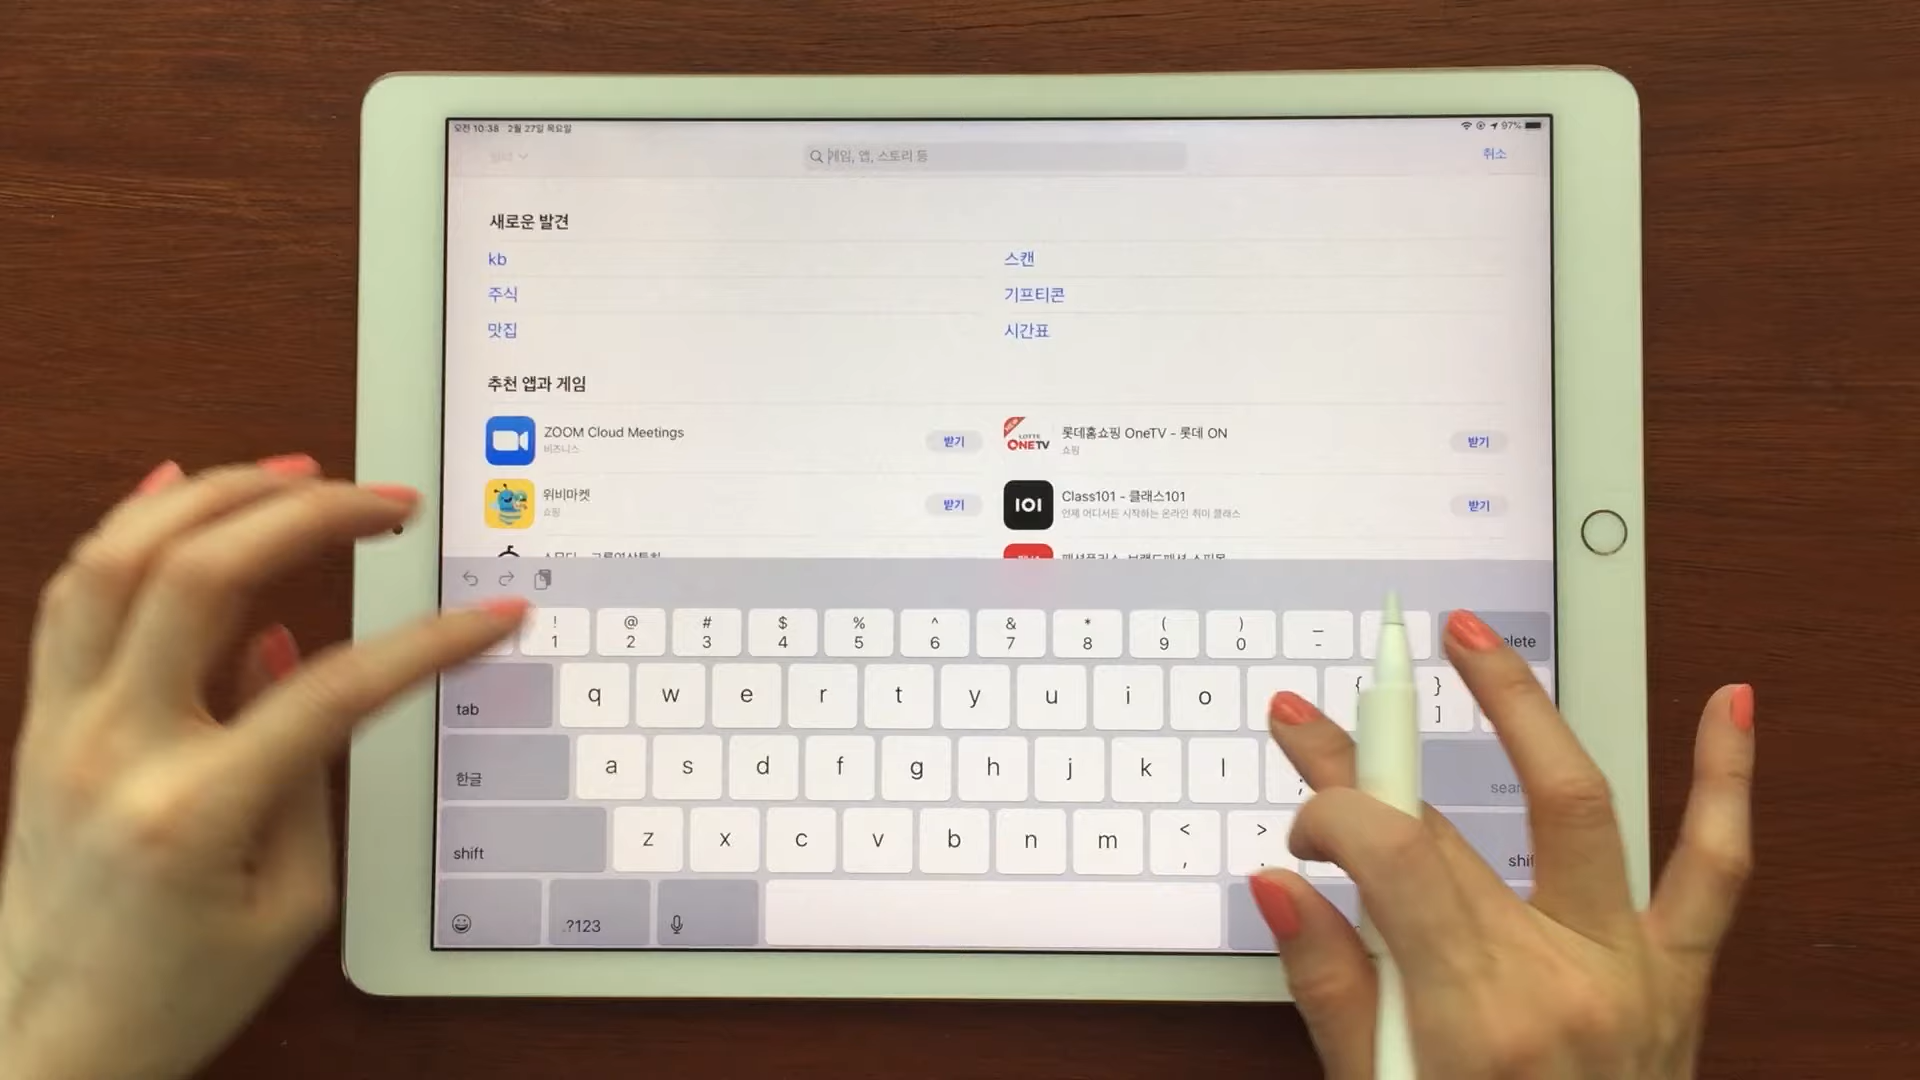 오전 10:38 2월 27일 목요일
97%
게임, 앱, 스토리 등
취소
새로운 발견
kb
스캔
주식
기프티콘
맛집
시간표
추천 앱과 게임
ZOOM Cloud Meetings
비즈니스
받기
LOTTE
ONETV
롯데홈쇼핑 OneTV - 롯데 ON
쇼핑
받기
위비마켓
쇼핑
받기
101
Class101 - 클래스101
언제 어디서든 시작하는 온라인 취미 클래스
받기
! @ # $ % ^ & * ( ) _
1 2 3 4 5 6 7 8 9 0 -
tab q w e r t y u i o { }
]
한글 a s d f g h j k l ;
shift z x c v b n m < >
, .
.?123